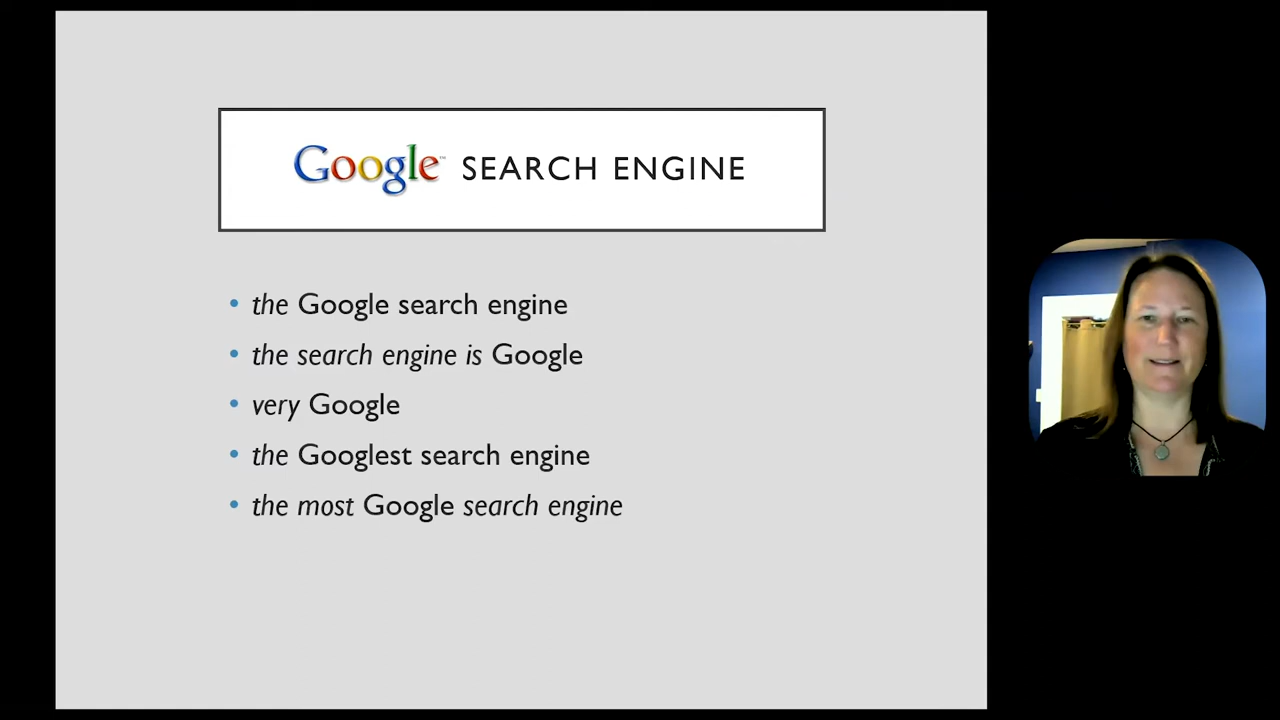 Google™ SEARCH ENGINE
• the Google search engine
• the search engine is Google
• very Google
• the Googlest search engine
• the most Google search engine